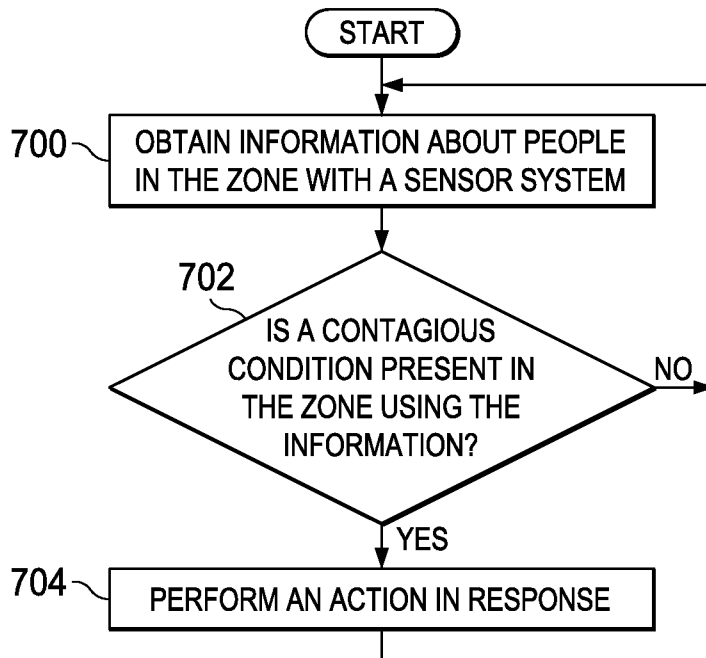 START
700
OBTAIN INFORMATION ABOUT PEOPLE
IN THE ZONE WITH A SENSOR SYSTEM
702
IS A CONTAGIOUS
CONDITION PRESENT IN
THE ZONE USING THE
INFORMATION?
NO
YES
704
PERFORM AN ACTION IN RESPONSE